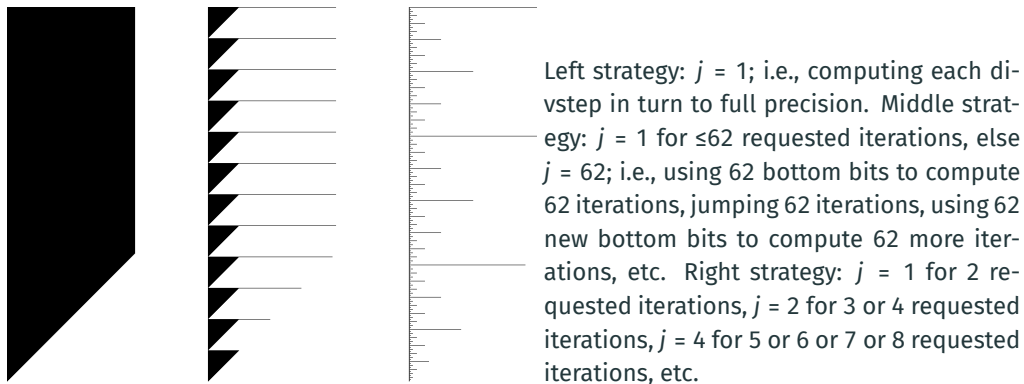 Left strategy: j = 1; i.e., computing each di-
vstep in turn to full precision. Middle strat-
egy: j = 1 for ≤62 requested iterations, else
j = 62; i.e., using 62 bottom bits to compute
62 iterations, jumping 62 iterations, using 62
new bottom bits to compute 62 more iter-
ations, etc. Right strategy: j = 1 for 2 re-
quested iterations, j = 2 for 3 or 4 requested
iterations, j = 4 for 5 or 6 or 7 or 8 requested
iterations, etc.